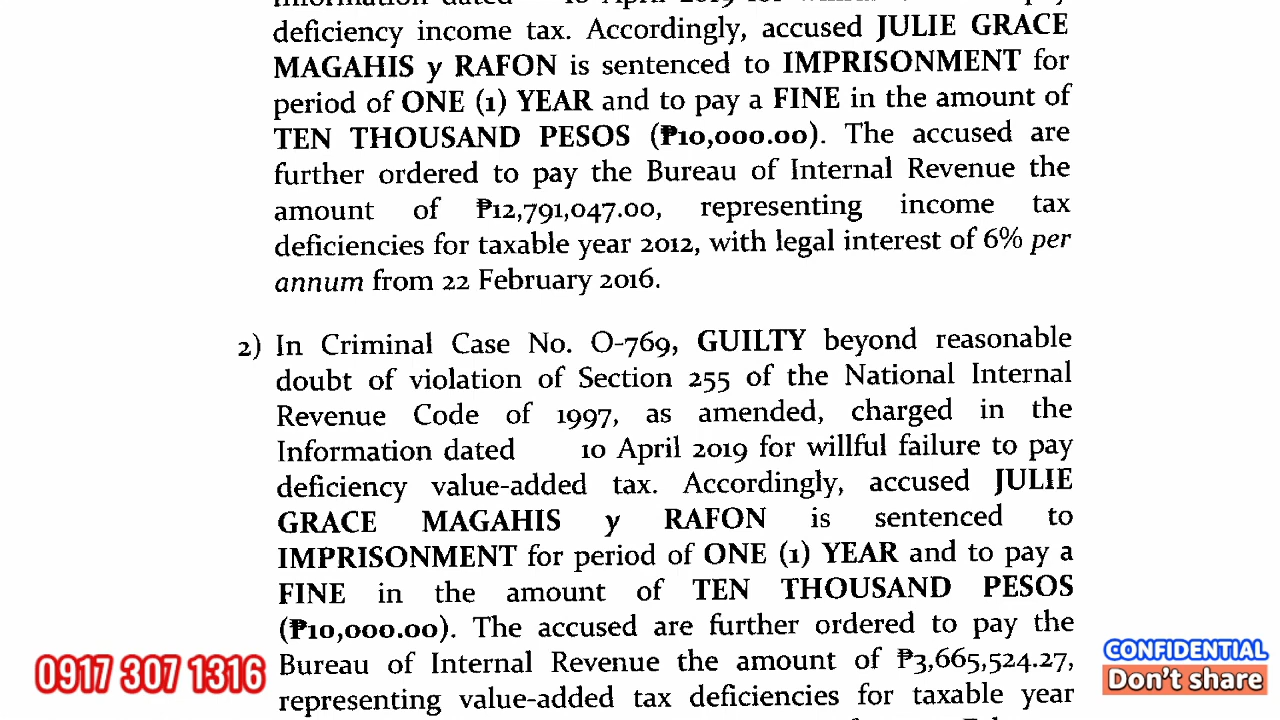 deficiency income tax. Accordingly, accused JULIE GRACE
MAGAHIS y RAFON is sentenced to IMPRISONMENT for
period of ONE (1) YEAR and to pay a FINE in the amount of
TEN THOUSAND PESOS (₱10,000.00). The accused are
further ordered to pay the Bureau of Internal Revenue the
amount of ₱12,791,047.00, representing income tax
deficiencies for taxable year 2012, with legal interest of 6% per
annum from 22 February 2016.
2) In Criminal Case No. O-769, GUILTY beyond reasonable
doubt of violation of Section 255 of the National Internal
Revenue Code of 1997, as amended, charged in the
Information dated 10 April 2019 for willful failure to pay
deficiency value-added tax. Accordingly, accused JULIE
GRACE MAGAHIS y RAFON is sentenced to
IMPRISONMENT for period of ONE (1) YEAR and to pay a
FINE in the amount of TEN THOUSAND PESOS
(₱10,000.00). The accused are further ordered to pay the
Bureau of Internal Revenue the amount of ₱3,665,524.27,
representing value-added tax deficiencies for taxable year
0917 307 1316
CONFIDENTIAL
Don't share